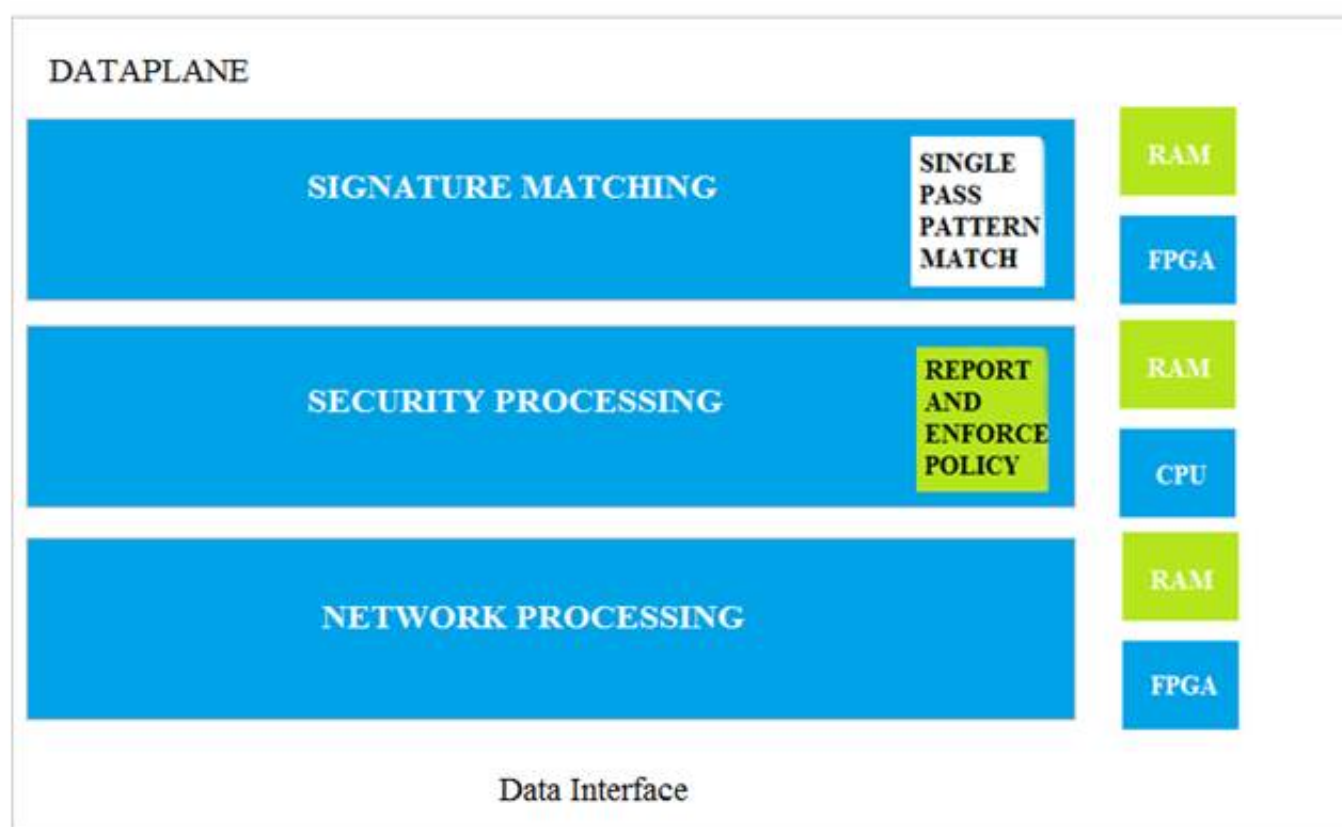 DATAPLANE
SIGNATURE MATCHING
SINGLE
PASS
PATTERN
MATCH
RAM
FPGA
SECURITY PROCESSING
REPORT
AND
ENFORCE
POLICY
RAM
CPU
NETWORK PROCESSING
RAM
FPGA
Data Interface